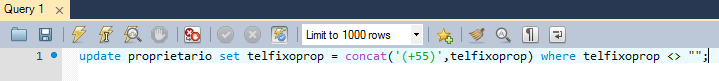 Query 1
Limit to 1000 rows
1 update proprietario set telfixoprop = concat('(+55)',telfixoprop) where telfixoprop <> "";